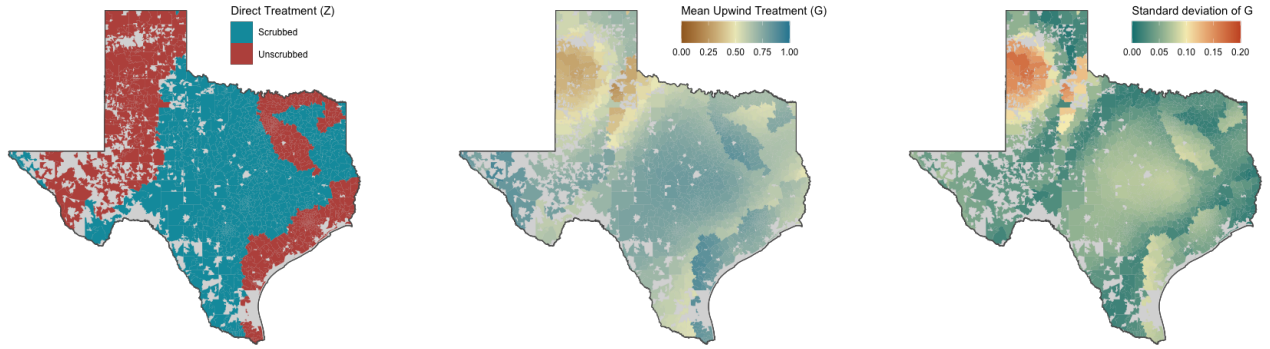 Direct Treatment (Z)
Scrubbed
Unscrubbed
Mean Upwind Treatment (G)
0.00 0.25 0.50 0.75 1.00
Standard deviation of G
0.00 0.05 0.10 0.15 0.20